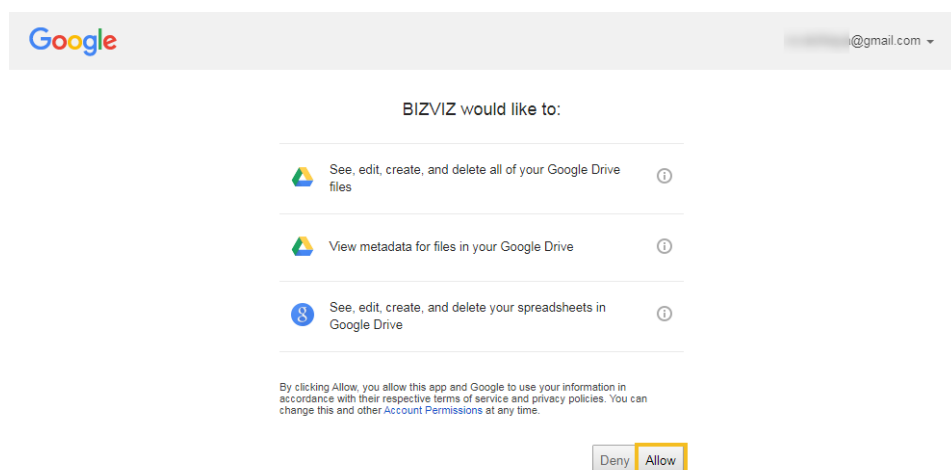 Google
@gmail.com
BIZVIZ would like to:
See, edit, create, and delete all of your Google Drive
files
View metadata for files in your Google Drive
8
See, edit, create, and delete your spreadsheets in
Google Drive
By clicking Allow, you allow this app and Google to use your information in
accordance with their respective terms of service and privacy policies. You can
change this and other Account Permissions at any time.
Deny Allow